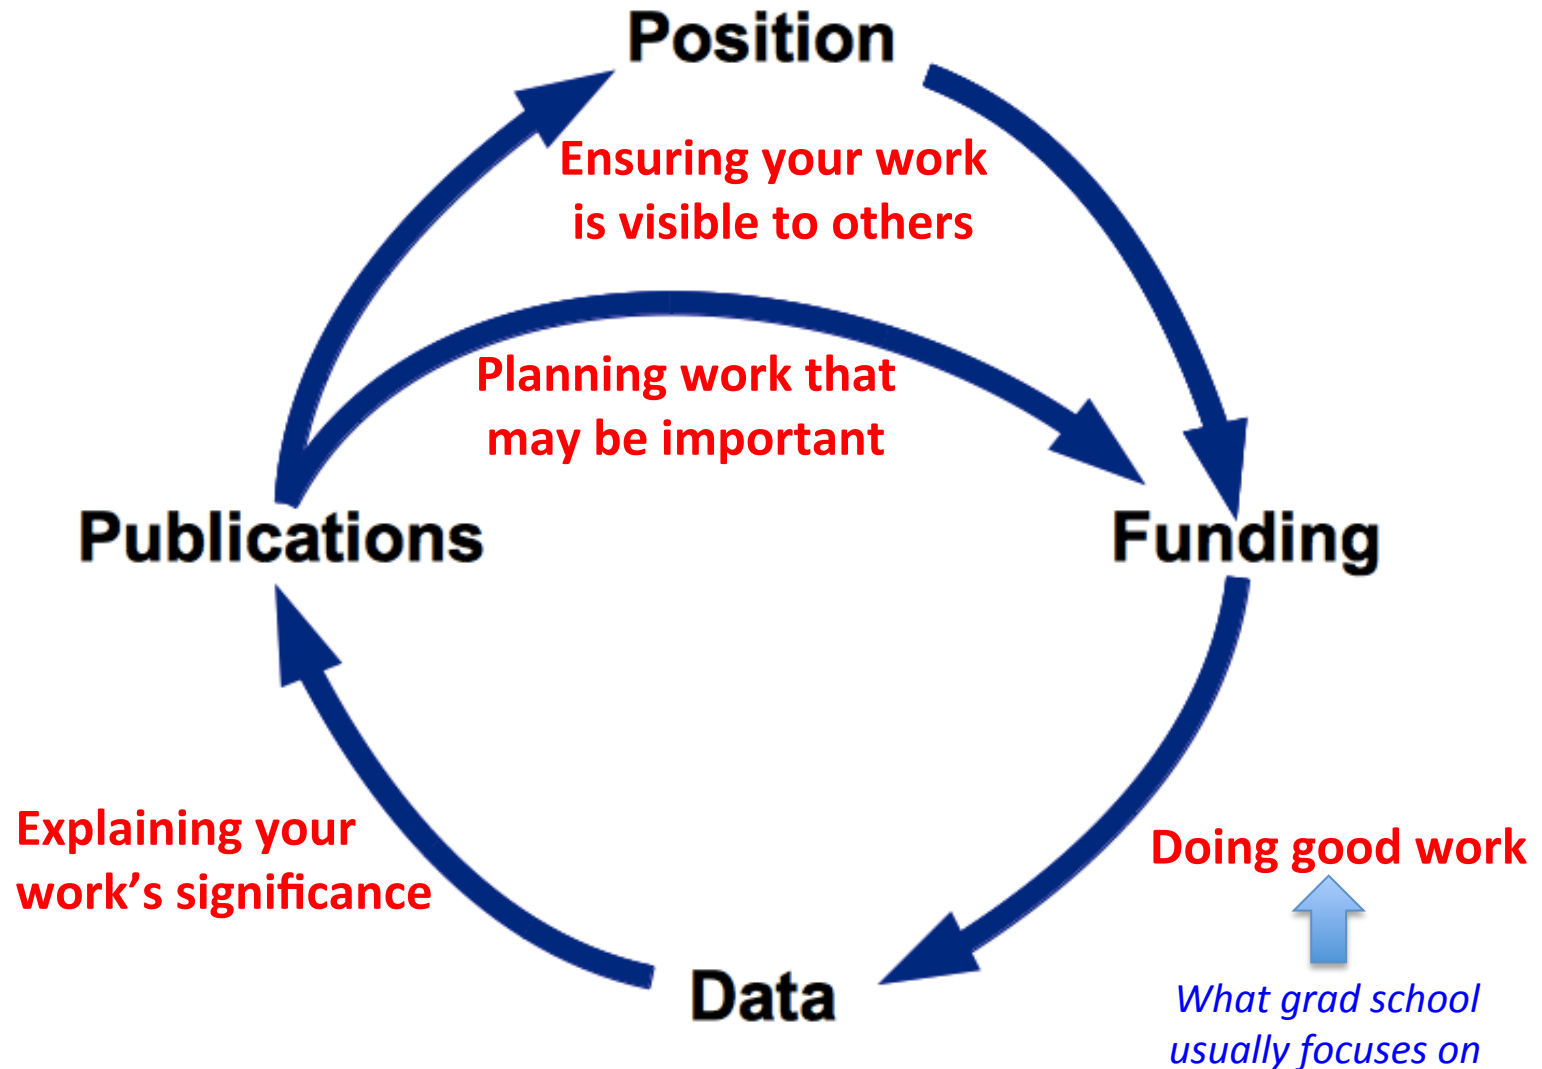 Position
Ensuring your work
is visible to others
Planning work that
may be important
Publications
Funding
Explaining your
work’s significance
Doing good work
Data
What grad school
usually focuses on